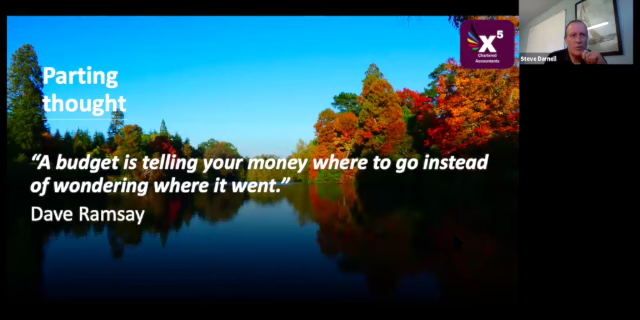 Parting
thought
“A budget is telling your money where to go instead
of wondering where it went.”
Dave Ramsay
x5
Chartered
Accountants
Steve Darnell